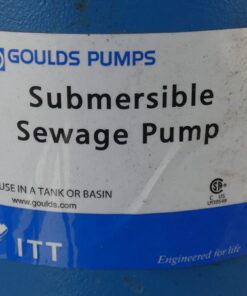 GOULDS PUMPS
Submersible
Sewage Pump
USE IN A TANK OR BASIN
www.goulds.com
ITT
Engineered for life